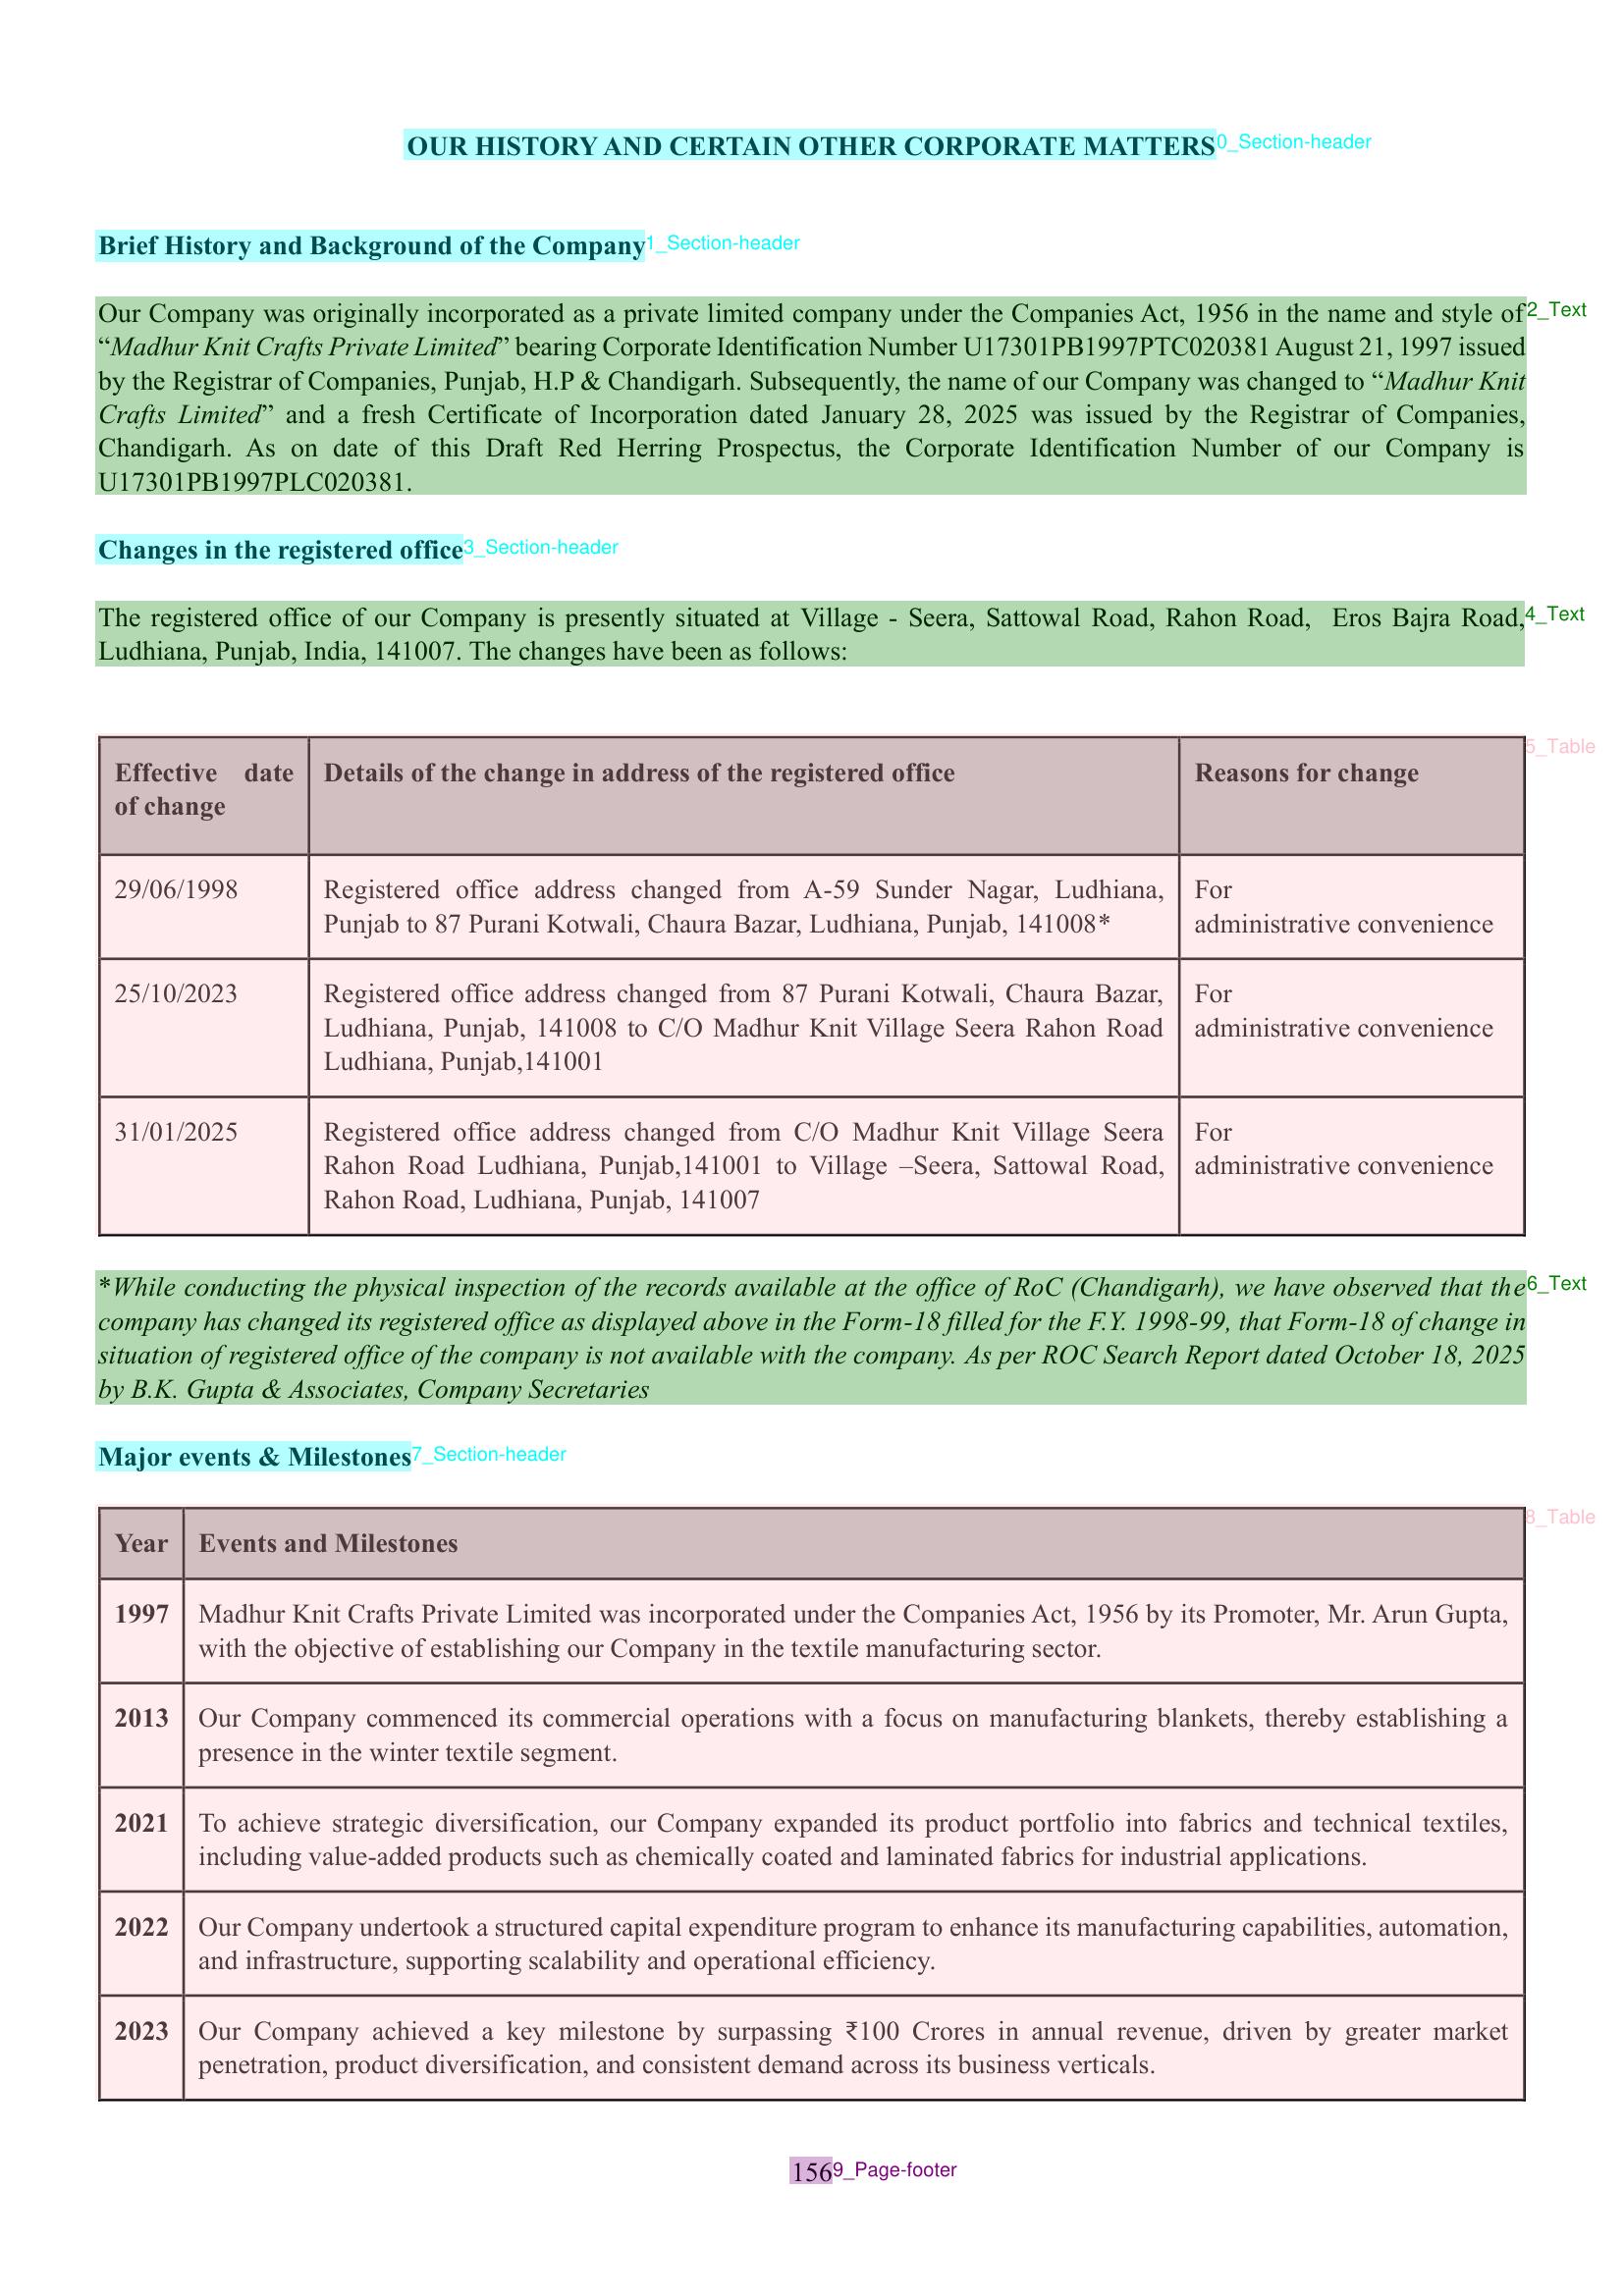 OUR HISTORY AND CERTAIN OTHER CORPORATE MATTERS
0_Section-header
Brief History and Background of the Company
1_Section-header
Our Company was originally incorporated as a private limited company under the Companies Act, 1956 in the name and style of
2_Text
“Madhur Knit Crafts Private Limited” bearing Corporate Identification Number U17301PB1997PTC020381 August 21, 1997 issued
by the Registrar of Companies, Punjab, H.P & Chandigarh. Subsequently, the name of our Company was changed to “Madhur Knit
Crafts Limited” and a fresh Certificate of Incorporation dated January 28, 2025 was issued by the Registrar of Companies,
Chandigarh. As on date of this Draft Red Herring Prospectus, the Corporate Identification Number of our Company is
U17301PB1997PLC020381.
Changes in the registered office
3_Section-header
The registered office of our Company is presently situated at Village - Seera, Sattowal Road, Rahon Road, Eros Bajra Road,
4_Text
Ludhiana, Punjab, India, 141007. The changes have been as follows:
5_Table
Effective date
of change
Details of the change in address of the registered office
Reasons for change
29/06/1998
Registered office address changed from A-59 Sunder Nagar, Ludhiana,
Punjab to 87 Purani Kotwali, Chaura Bazar, Ludhiana, Punjab, 141008*
For
administrative convenience
25/10/2023
Registered office address changed from 87 Purani Kotwali, Chaura Bazar,
Ludhiana, Punjab, 141008 to C/O Madhur Knit Village Seera Rahon Road
Ludhiana, Punjab,141001
For
administrative convenience
31/01/2025
Registered office address changed from C/O Madhur Knit Village Seera
Rahon Road Ludhiana, Punjab,141001 to Village –Seera, Sattowal Road,
Rahon Road, Ludhiana, Punjab, 141007
For
administrative convenience
*While conducting the physical inspection of the records available at the office of RoC (Chandigarh), we have observed that the
6_Text
company has changed its registered office as displayed above in the Form-18 filled for the F.Y. 1998-99, that Form-18 of change in
situation of registered office of the company is not available with the company. As per ROC Search Report dated October 18, 2025
by B.K. Gupta & Associates, Company Secretaries
Major events & Milestones
7_Section-header
8_Table
Year
Events and Milestones
1997
Madhur Knit Crafts Private Limited was incorporated under the Companies Act, 1956 by its Promoter, Mr. Arun Gupta,
with the objective of establishing our Company in the textile manufacturing sector.
2013
Our Company commenced its commercial operations with a focus on manufacturing blankets, thereby establishing a
presence in the winter textile segment.
2021
To achieve strategic diversification, our Company expanded its product portfolio into fabrics and technical textiles,
including value-added products such as chemically coated and laminated fabrics for industrial applications.
2022
Our Company undertook a structured capital expenditure program to enhance its manufacturing capabilities, automation,
and infrastructure, supporting scalability and operational efficiency.
2023
Our Company achieved a key milestone by surpassing ₹100 Crores in annual revenue, driven by greater market
penetration, product diversification, and consistent demand across its business verticals.
156
9_Page-footer